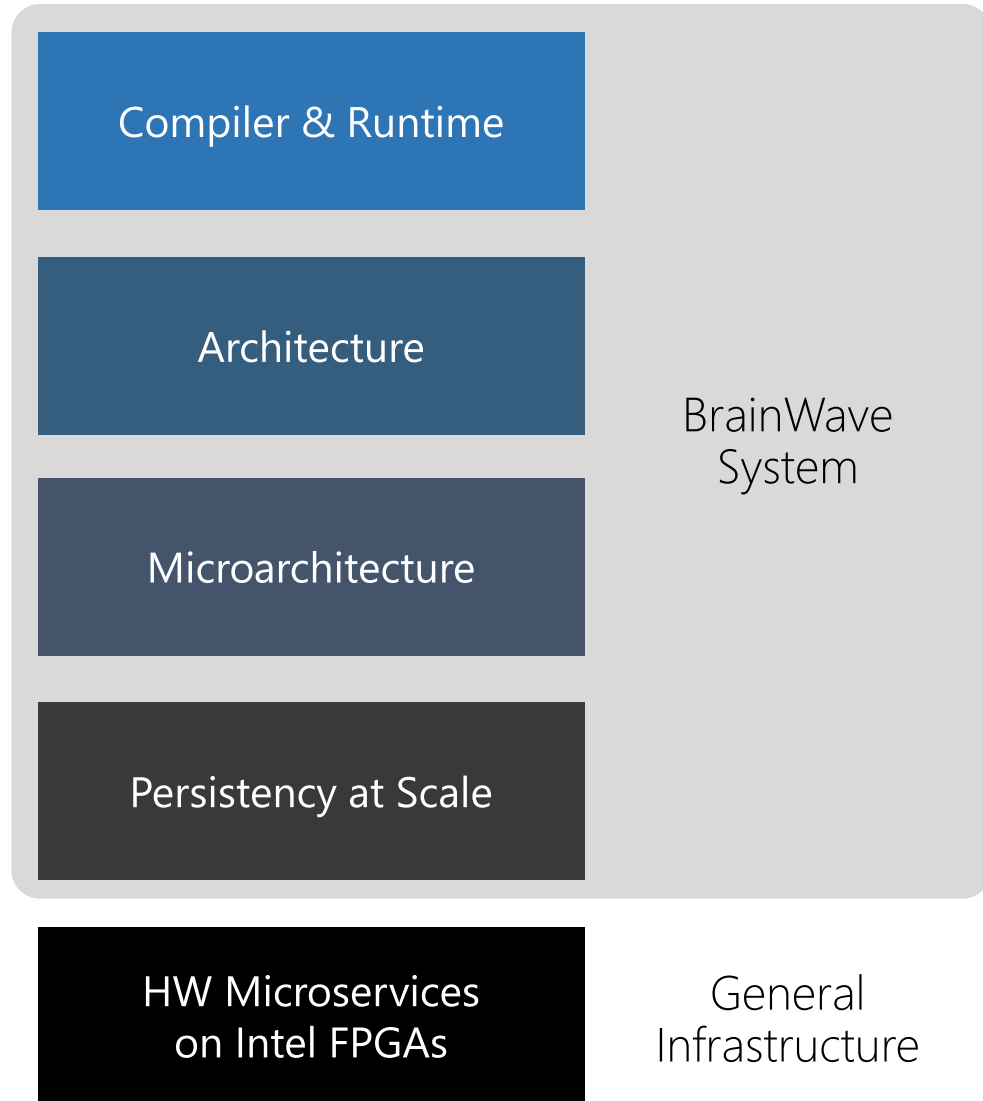 Compiler & Runtime
Architecture
BrainWave
System
Microarchitecture
Persistency at Scale
HW Microservices
on Intel FPGAs
General
Infrastructure